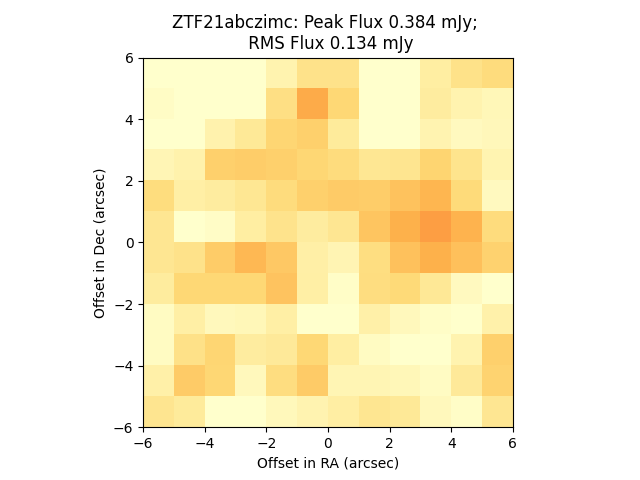 ZTF21abczimc: Peak Flux 0.384 mJy;
RMS Flux 0.134 mJy
6
4
2
0
−2
−4
−6
Offset in Dec (arcsec)
−6 −4 −2 0 2 4 6
Offset in RA (arcsec)